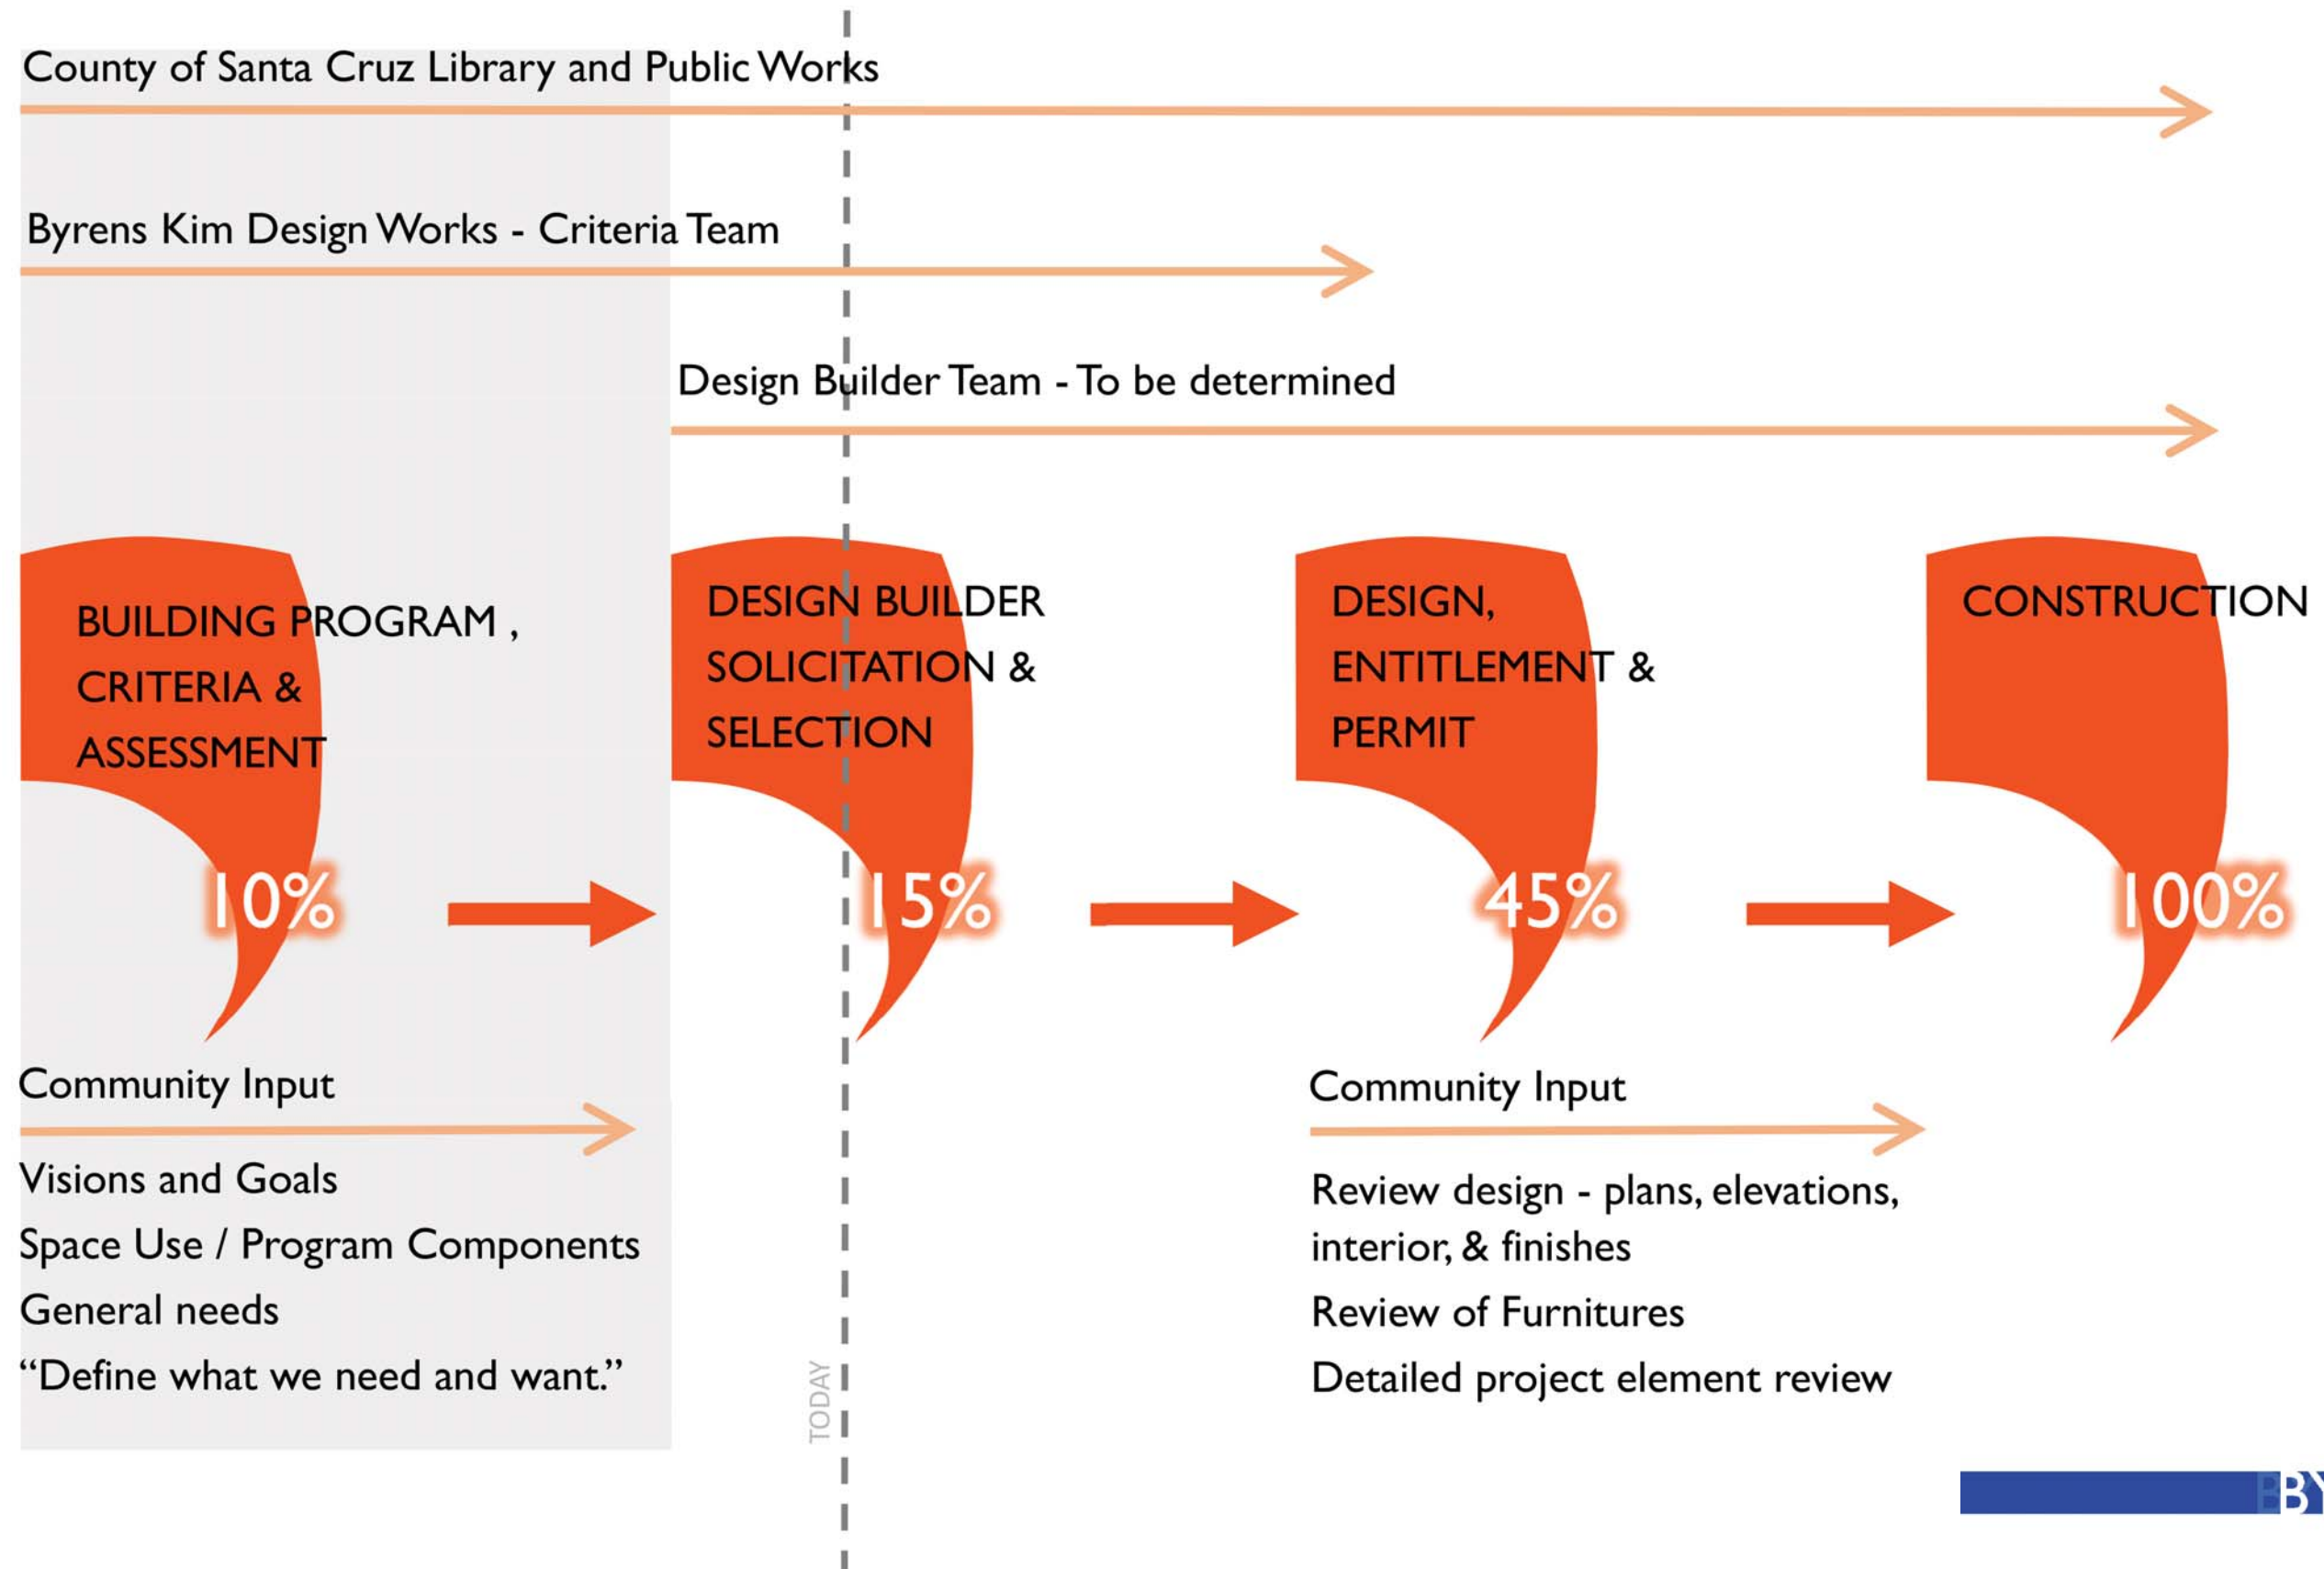 County of Santa Cruz Library and Public Works
Byrens Kim Design Works - Criteria Team
Design Builder Team - To be determined
BUILDING PROGRAM ,
CRITERIA &
ASSESSMENT
10%
DESIGN BUILDER
SOLICITATION &
SELECTION
15%
DESIGN,
ENTITLEMENT &
PERMIT
45%
CONSTRUCTION
100%
Community Input
Visions and Goals
Space Use / Program Components
General needs
“Define what we need and want.”
TODAY
Community Input
Review design - plans, elevations,
interior, & finishes
Review of Furnitures
Detailed project element review